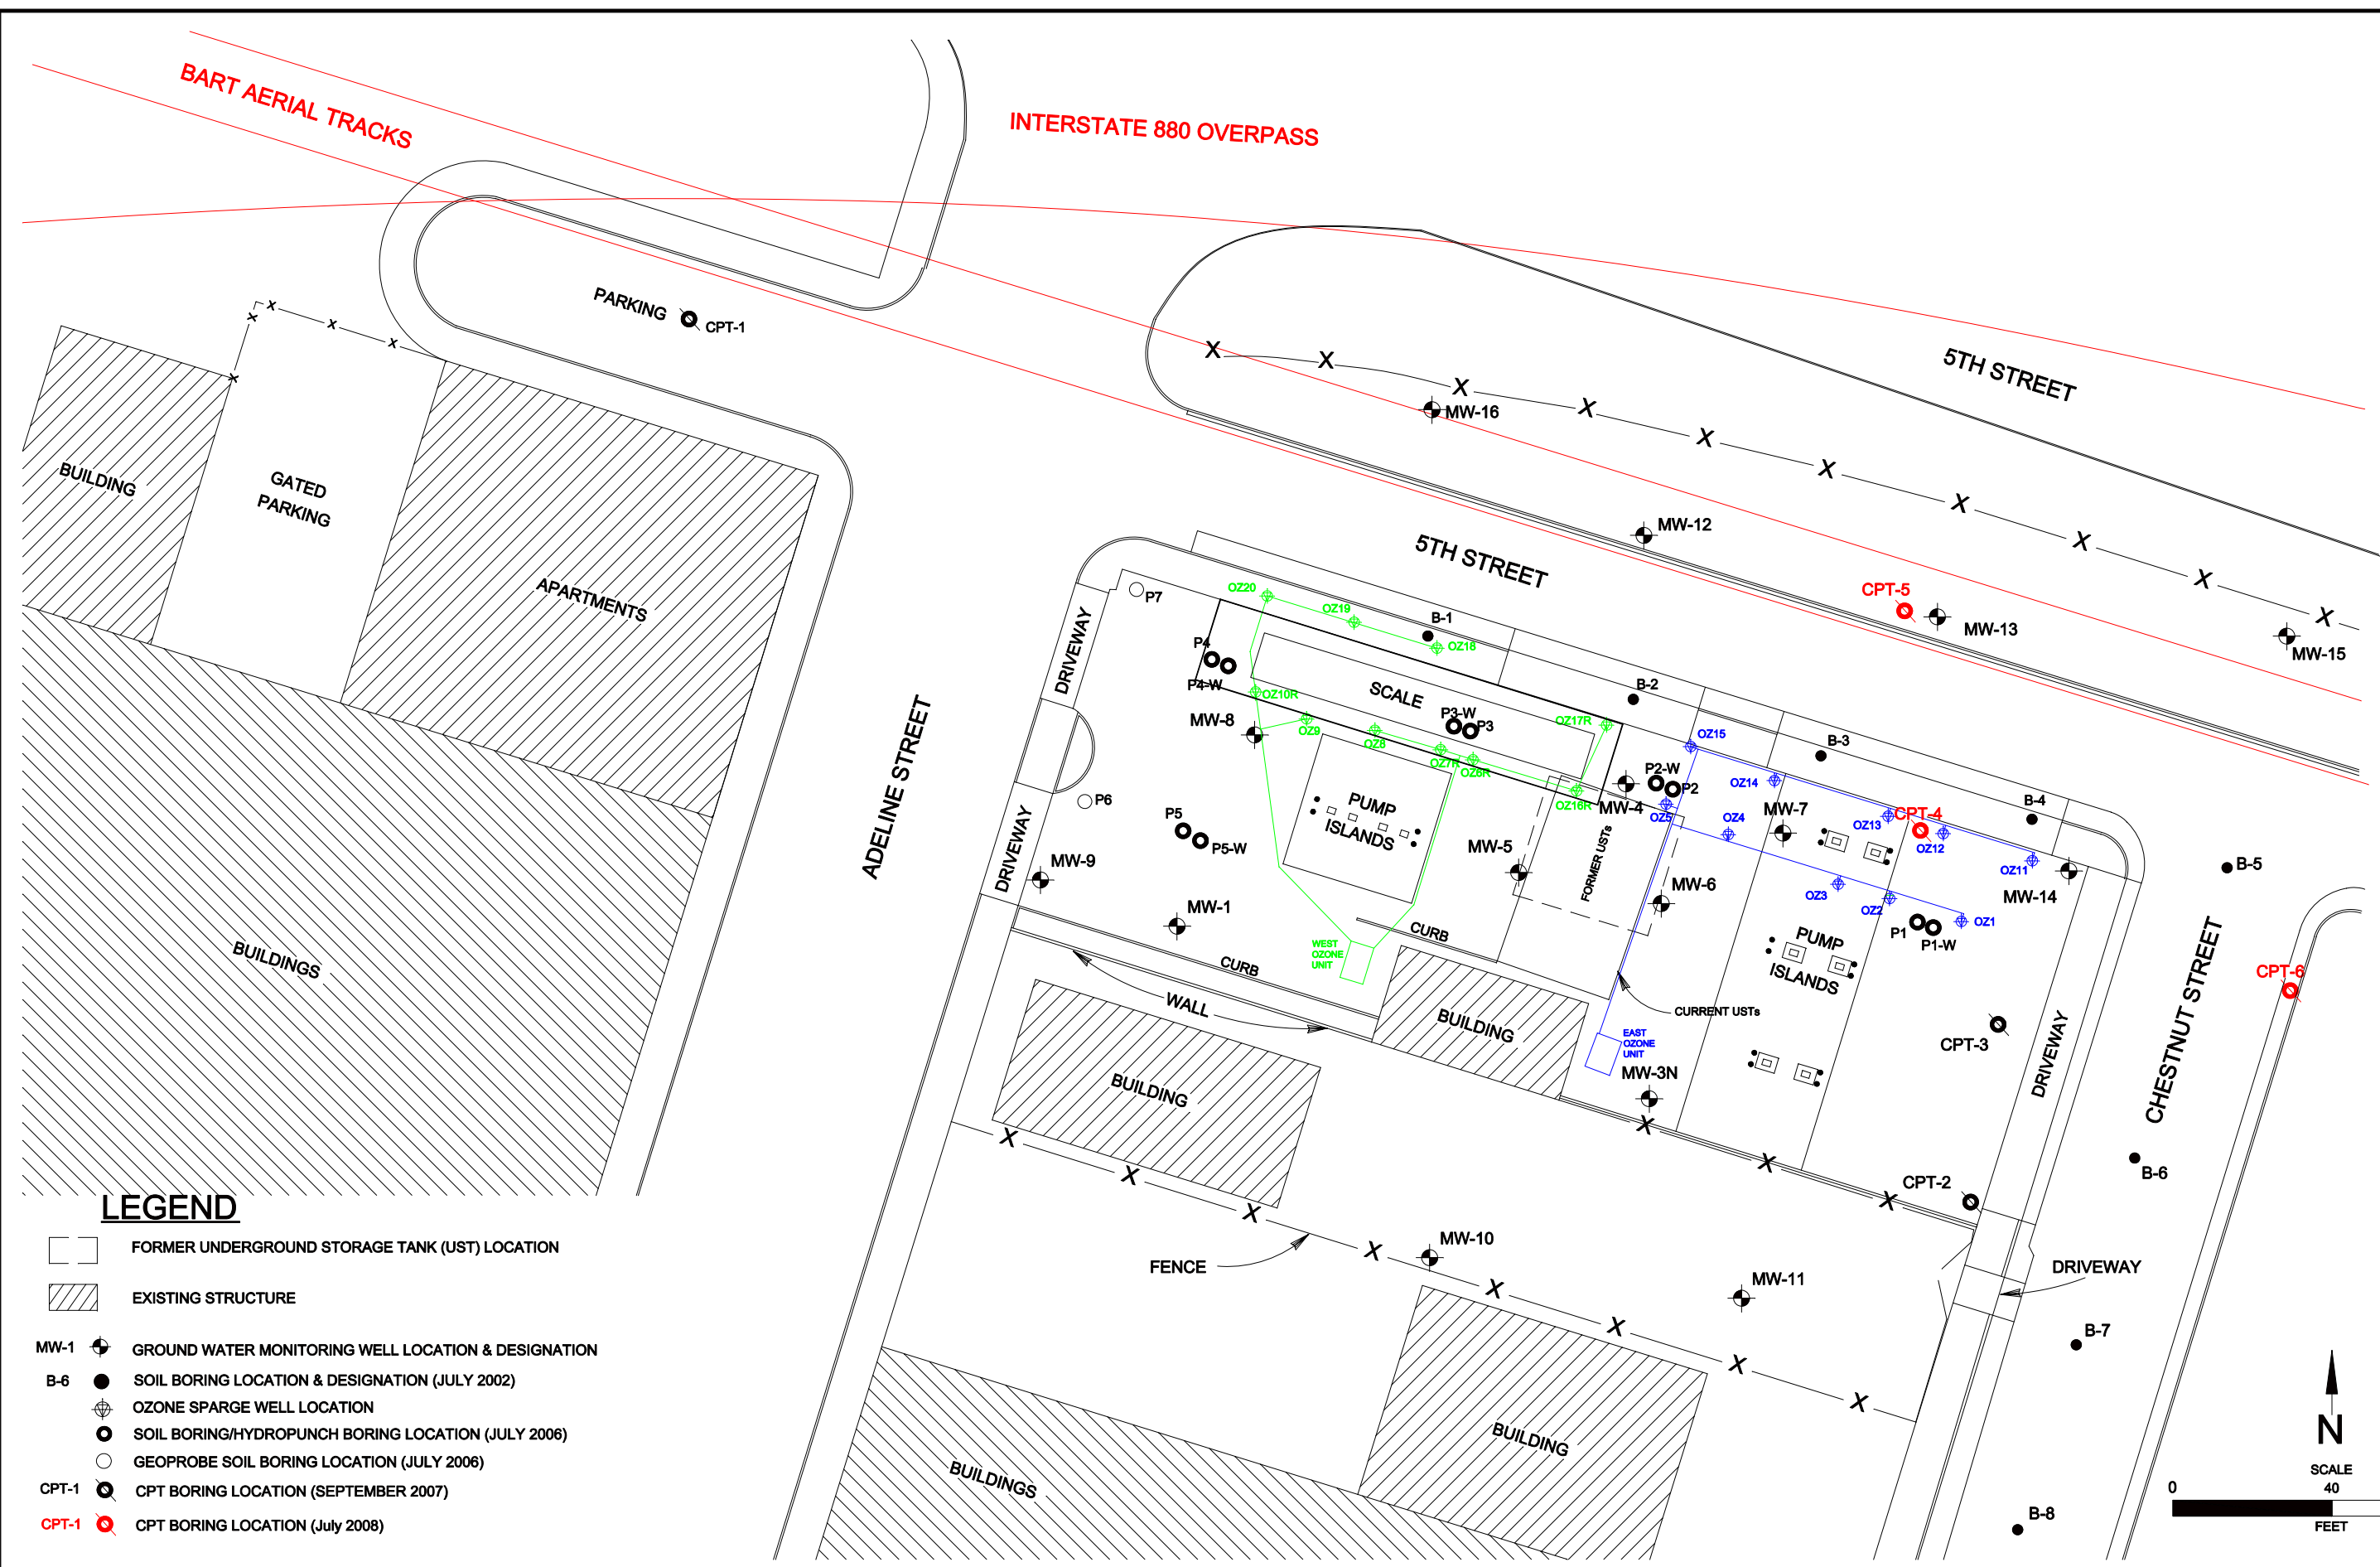 BART AERIAL TRACKS
INTERSTATE 880 OVERPASS
PARKING
CPT-1
5TH STREET
MW-16
BUILDING
GATED
PARKING
APARTMENTS
MW-12
5TH STREET
CPT-5
MW-13
MW-15
P7
OZ20
OZ19
B-1
OZ18
DRIVEWAY
P4
P4-W
OZ10R
SCALE
B-2
MW-8
OZ9
OZ8
P3-W
P3
OZ7R
OZ6R
OZ17R
OZ15
B-3
P2-W
P2
OZ14
OZ16R
MW-4
OZ5
OZ4
MW-7
OZ13
CPT-4
OZ12
B-4
OZ11
MW-14
B-5
ADELINE STREET
P6
P5
P5-W
PUMP
ISLANDS
MW-5
FORMER USTs
MW-6
OZ3
OZ2
OZ1
P1
P1-W
DRIVEWAY
MW-9
MW-1
CURB
WEST
OZONE
UNIT
CURB
PUMP
ISLANDS
BUILDINGS
WALL
BUILDING
CURRENT USTs
EAST
OZONE
UNIT
CPT-3
CPT-6
CHESTNUT STREET
DRIVEWAY
BUILDING
MW-3N
B-6
CPT-2
MW-10
FENCE
MW-11
DRIVEWAY
B-7
BUILDING
BUILDINGS
B-8
LEGEND
FORMER UNDERGROUND STORAGE TANK (UST) LOCATION
EXISTING STRUCTURE
MW-1 GROUND WATER MONITORING WELL LOCATION & DESIGNATION
B-6 SOIL BORING LOCATION & DESIGNATION (JULY 2002)
OZONE SPARGE WELL LOCATION
SOIL BORING/HYDROPUNCH BORING LOCATION (JULY 2006)
GEOPROBE SOIL BORING LOCATION (JULY 2006)
CPT-1 CPT BORING LOCATION (SEPTEMBER 2007)
CPT-1 CPT BORING LOCATION (July 2008)
N
SCALE
0 40
FEET